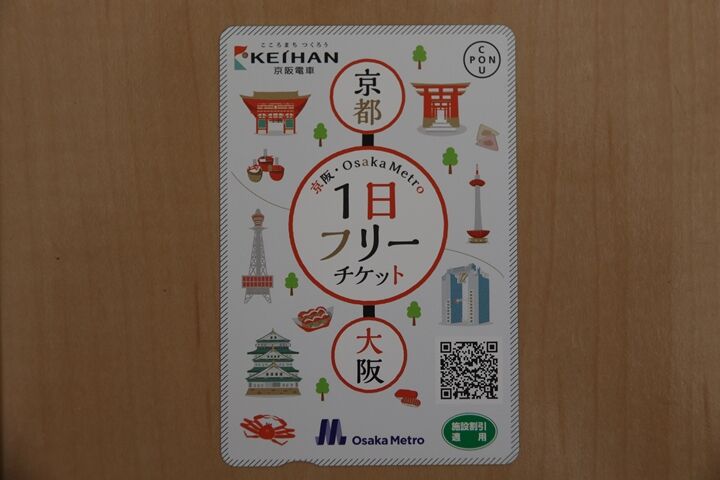 こころまち つくろう
KEIHAN
京阪電車
COUPON
京都
京阪・Osaka Metro
1日
フリー
チケット
大阪
Osaka Metro
施設割引
適用